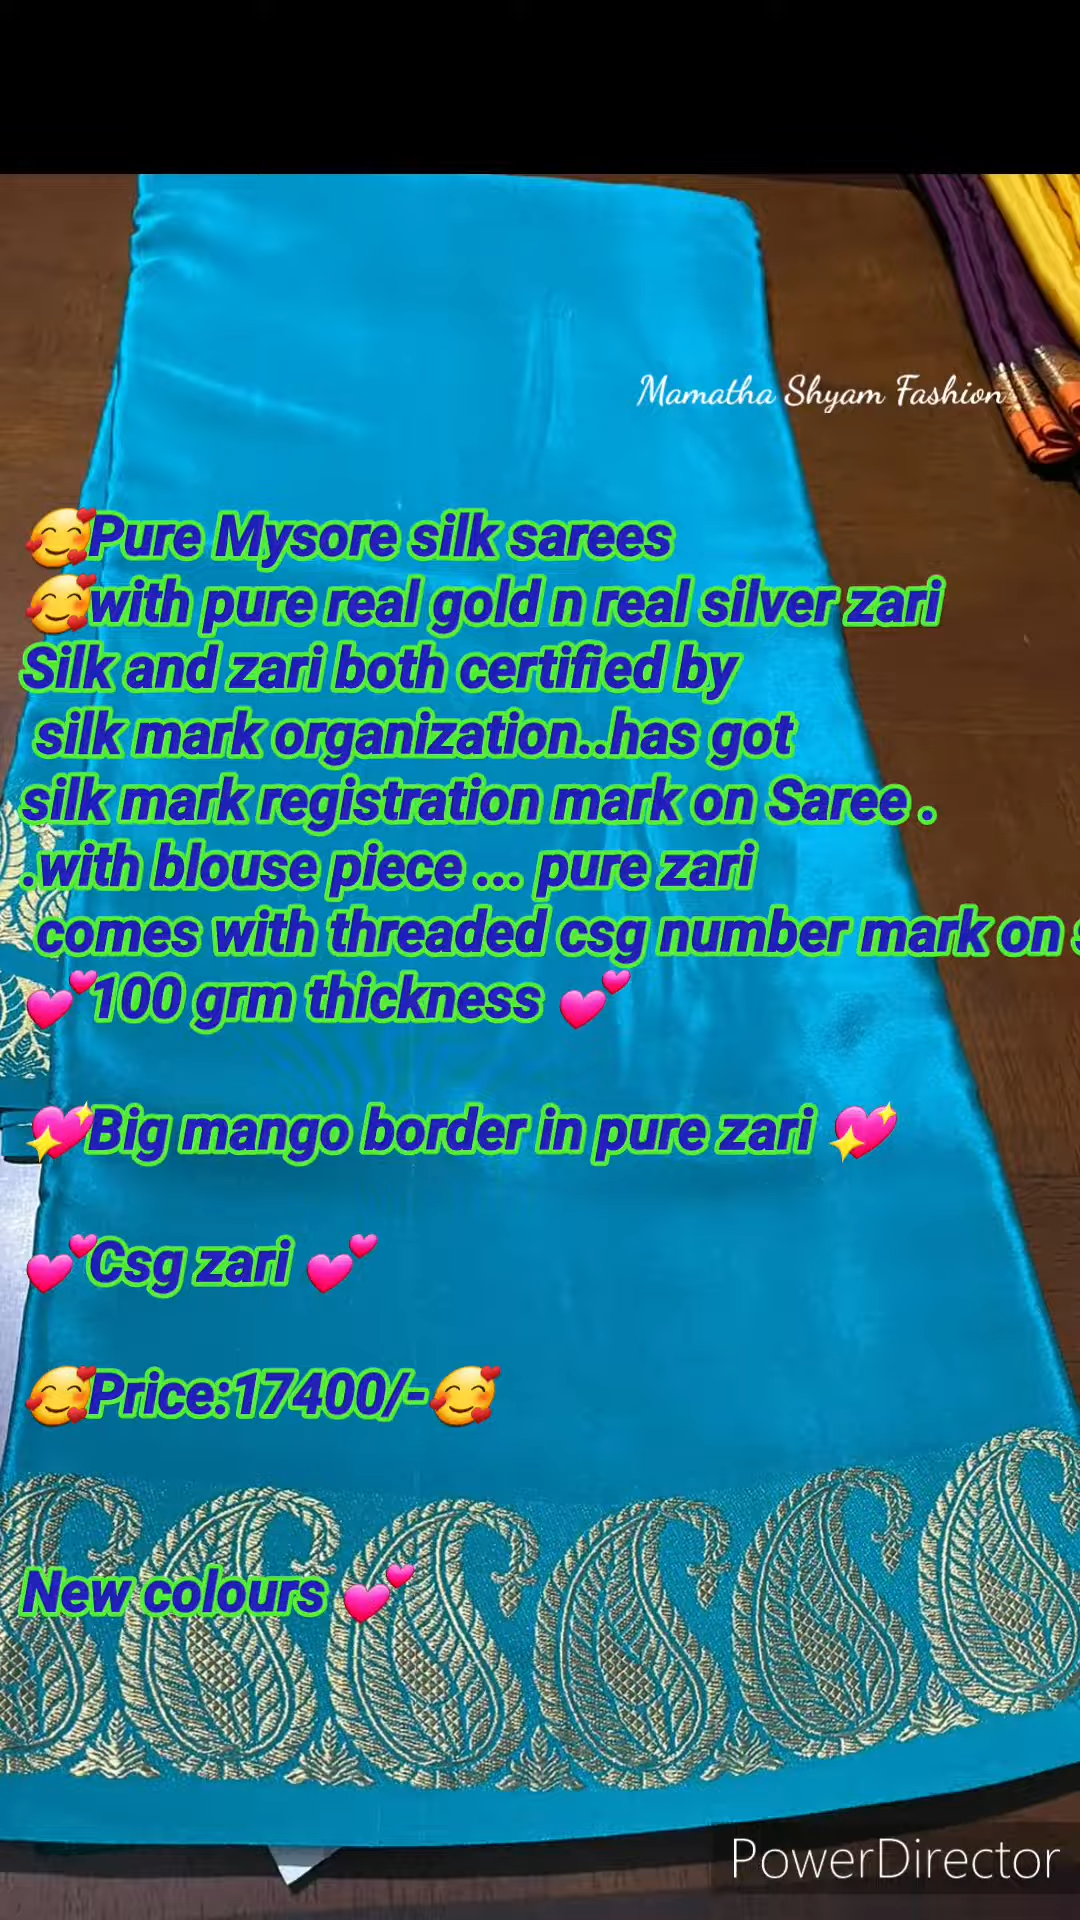 Mamatha Shyam Fashion
🥰Pure Mysore silk sarees
🥰with pure real gold n real silver zari
Silk and zari both certified by
silk mark organization..has got
silk mark registration mark on Saree .
.with blouse piece ... pure zari
comes with threaded csg number mark on
💕100 grm thickness 💕
💖Big mango border in pure zari 💖
💕Csg zari 💕
🥰Price:17400/-🥰
New colours 💕
PowerDirector